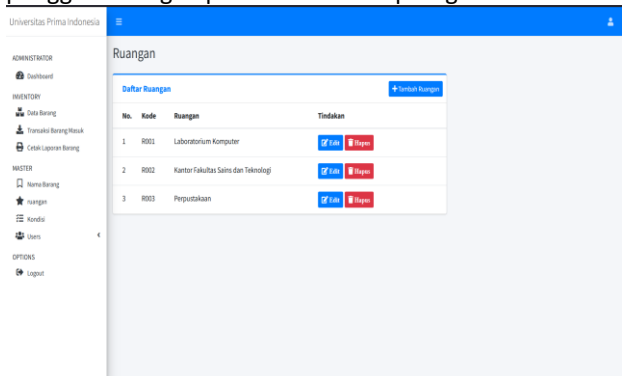 Universitas Prima Indonesia
ADMINISTRATOR
Dashboard
INVENTORY
Data Barang
Transaksi Barang Masuk
Cetak Laporan Barang
MASTER
Nama Barang
ruangan
Kondisi
Users
OPTIONS
Logout
Ruangan
Daftar Ruangan
+Tambah Ruangan
No. Kode Ruangan Tindakan
1 R001 Laboratorium Komputer Edit Hapus
2 R002 Kantor Fakultas Sains dan Teknologi Edit Hapus
3 R003 Perpustakaan Edit Hapus